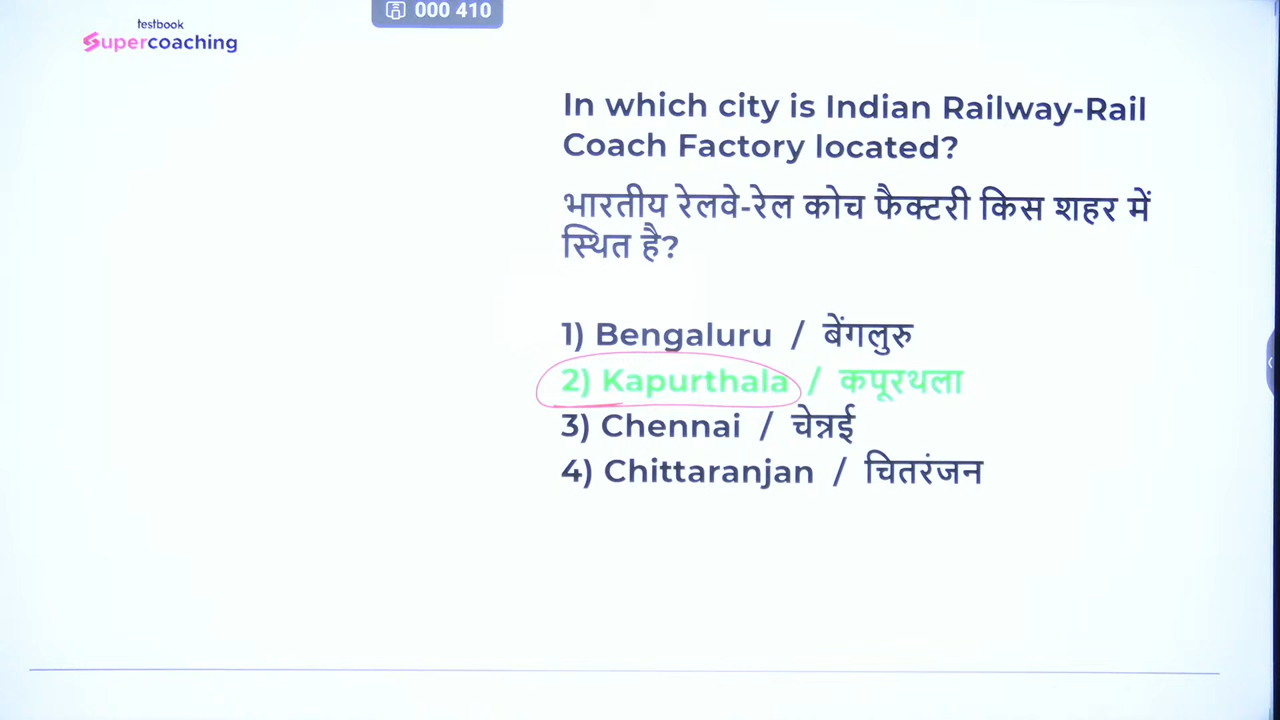 testbook
Supercoaching
000 410
In which city is Indian Railway-Rail
Coach Factory located?
भारतीय रेलवे-रेल कोच फैक्टरी किस शहर में
स्थित है?
1) Bengaluru / बेंगलुरु
2) Kapurthala / कपूरथला
3) Chennai / चेन्नई
4) Chittaranjan / चितरंजन